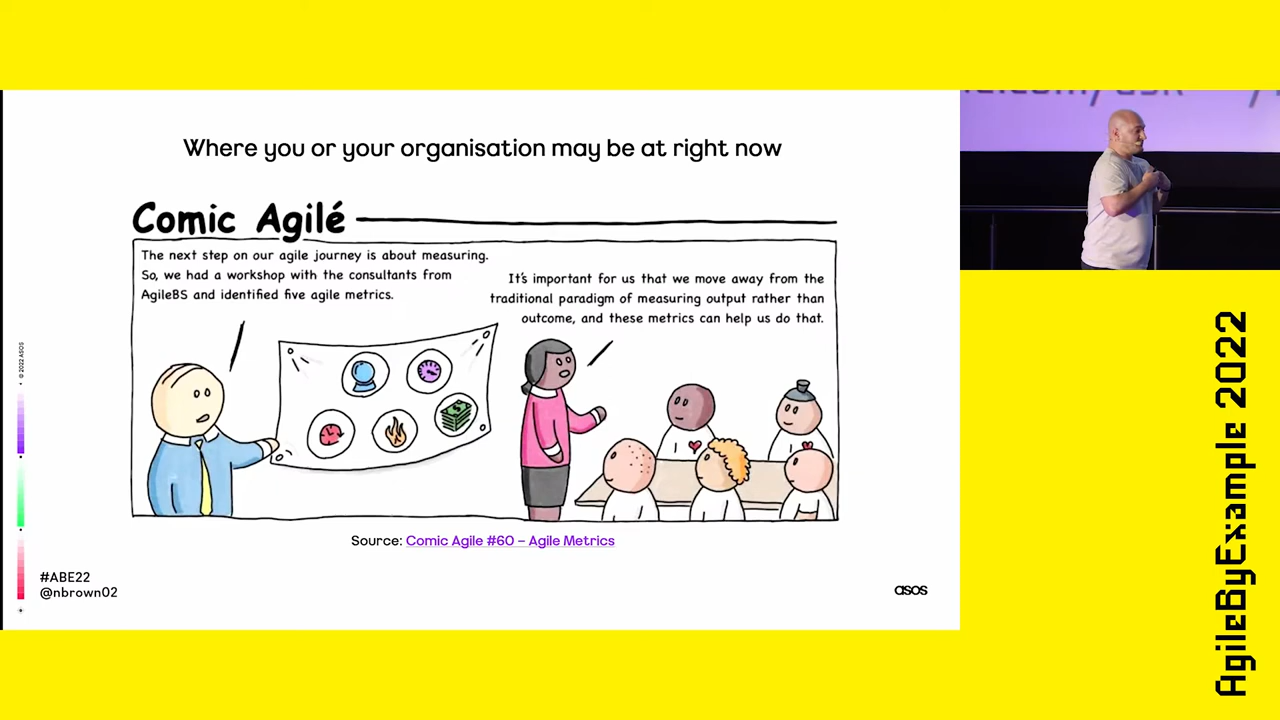 Where you or your organisation may be at right now
Comic Agilé
The next step on our agile journey is about measuring.
So, we had a workshop with the consultants from
AgileBS and identified five agile metrics.
It's important for us that we move away from the
traditional paradigm of measuring output rather than
outcome, and these metrics can help us do that.
Source: Comic Agile #60 – Agile Metrics
© 2022 ASOS
#ABE22
@nbrown02
asos
AgileByExample 2022